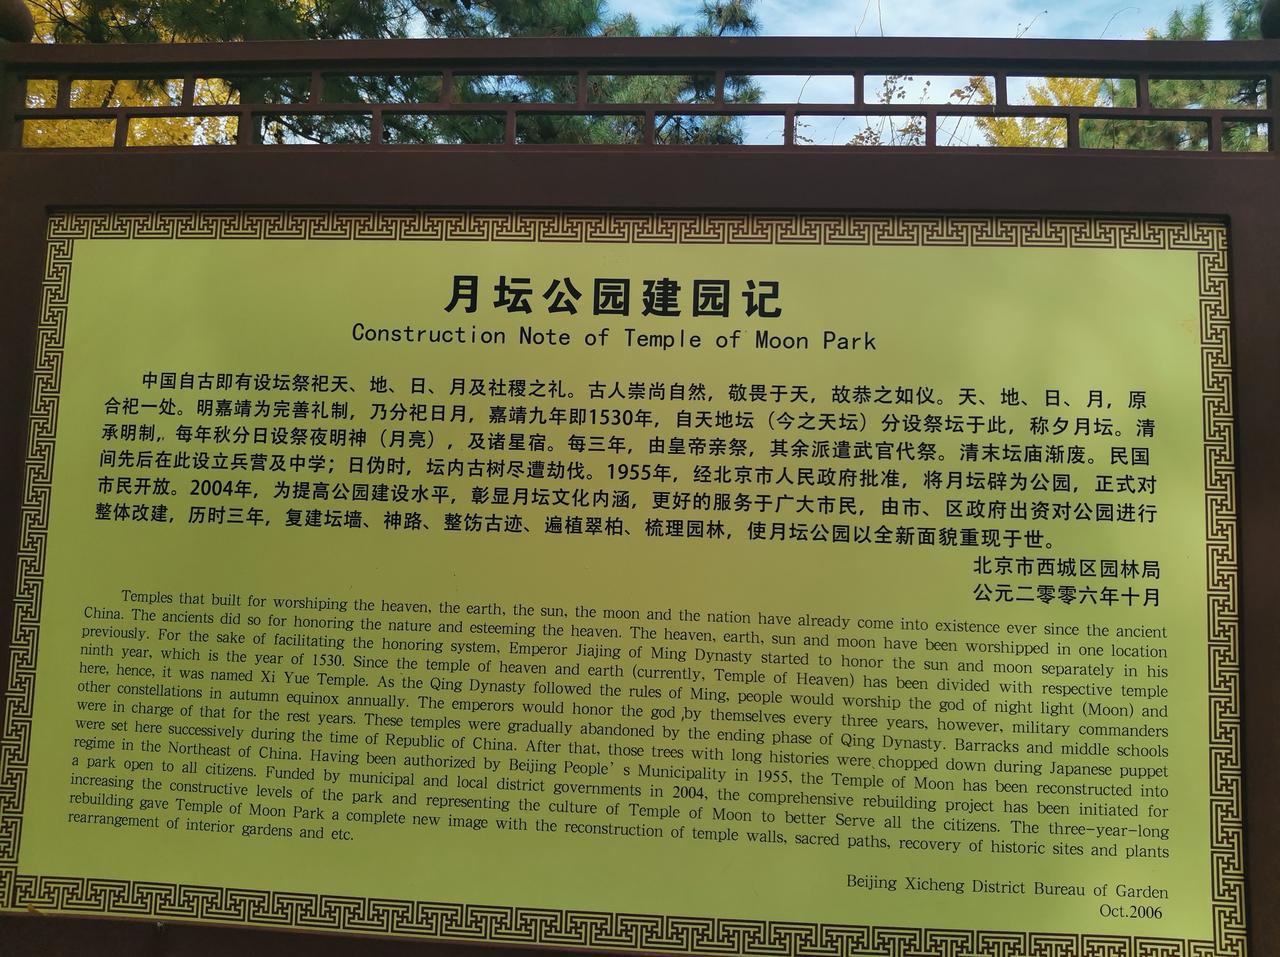 月坛公园建园记
Construction Note of Temple of Moon Park
中国自古即有设坛祭祀天、地、日、月及社稷之礼。古人崇尚自然，敬畏于天，故恭之如仪。天、地、日、月，原
合祀一处。明嘉靖为完善礼制，乃分祀日月，嘉靖九年即1530年，自天地坛（今之天坛）分设祭坛于此，称夕月坛。清
承明制，每年秋分日设祭夜明神（月亮），及诸星宿。每三年，由皇帝亲祭，其余派遣武官代祭。清末坛庙渐废。民国
间先后在此设立兵营及中学；日伪时，坛内古树尽遭劫伐。1955年，经北京市人民政府批准，将月坛辟为公园，正式对
市民开放。2004年，为提高公园建设水平，彰显月坛文化内涵，更好的服务于广大市民，由市、区政府出资对公园进行
整体改建，历时三年，复建坛墙、神路、整饬古迹、遍植翠柏、梳理园林，使月坛公园以全新面貌重现于世。
北京市西城区园林局
公元二零零六年十月
Temples that built for worshiping the heaven, the earth, the sun, the moon and the nation have already come into existence ever since the ancient
China. The ancients did so for honoring the nature and esteeming the heaven. The heaven, earth, sun and moon have been worshipped in one location
previously. For the sake of facilitating the honoring system, Emperor Jiajing of Ming Dynasty started to honor the sun and moon separately in his
ninth year, which is the year of 1530. Since the temple of heaven and earth (currently, Temple of Heaven) has been divided with respective temple
here, hence, it was named Xi Yue Temple. As the Qing Dynasty followed the rules of Ming, people would worship the god of night light (Moon) and
other constellations in autumn equinox annually. The emperors would honor the god ,by themselves every three years, however, military commanders
were in charge of that for the rest years. These temples were gradually abandoned by the ending phase of Qing Dynasty. Barracks and middle schools
were set here successively during the time of Republic of China. After that, those trees with long histories were chopped down during Japanese puppet
regime in the Northeast of China. Having been authorized by Beijing People's Municipality in 1955, the Temple of Moon has been reconstructed into
a park open to all citizens. Funded by municipal and local district governments in 2004, the comprehensive rebuilding project has been initiated for
increasing the constructive levels of the park and representing the culture of Temple of Moon to better Serve all the citizens. The three-year-long
rebuilding gave Temple of Moon Park a complete new image with the reconstruction of temple walls, sacred paths, recovery of historic sites and plants
rearrangement of interior gardens and etc.
Beijing Xicheng District Bureau of Garden
Oct.2006